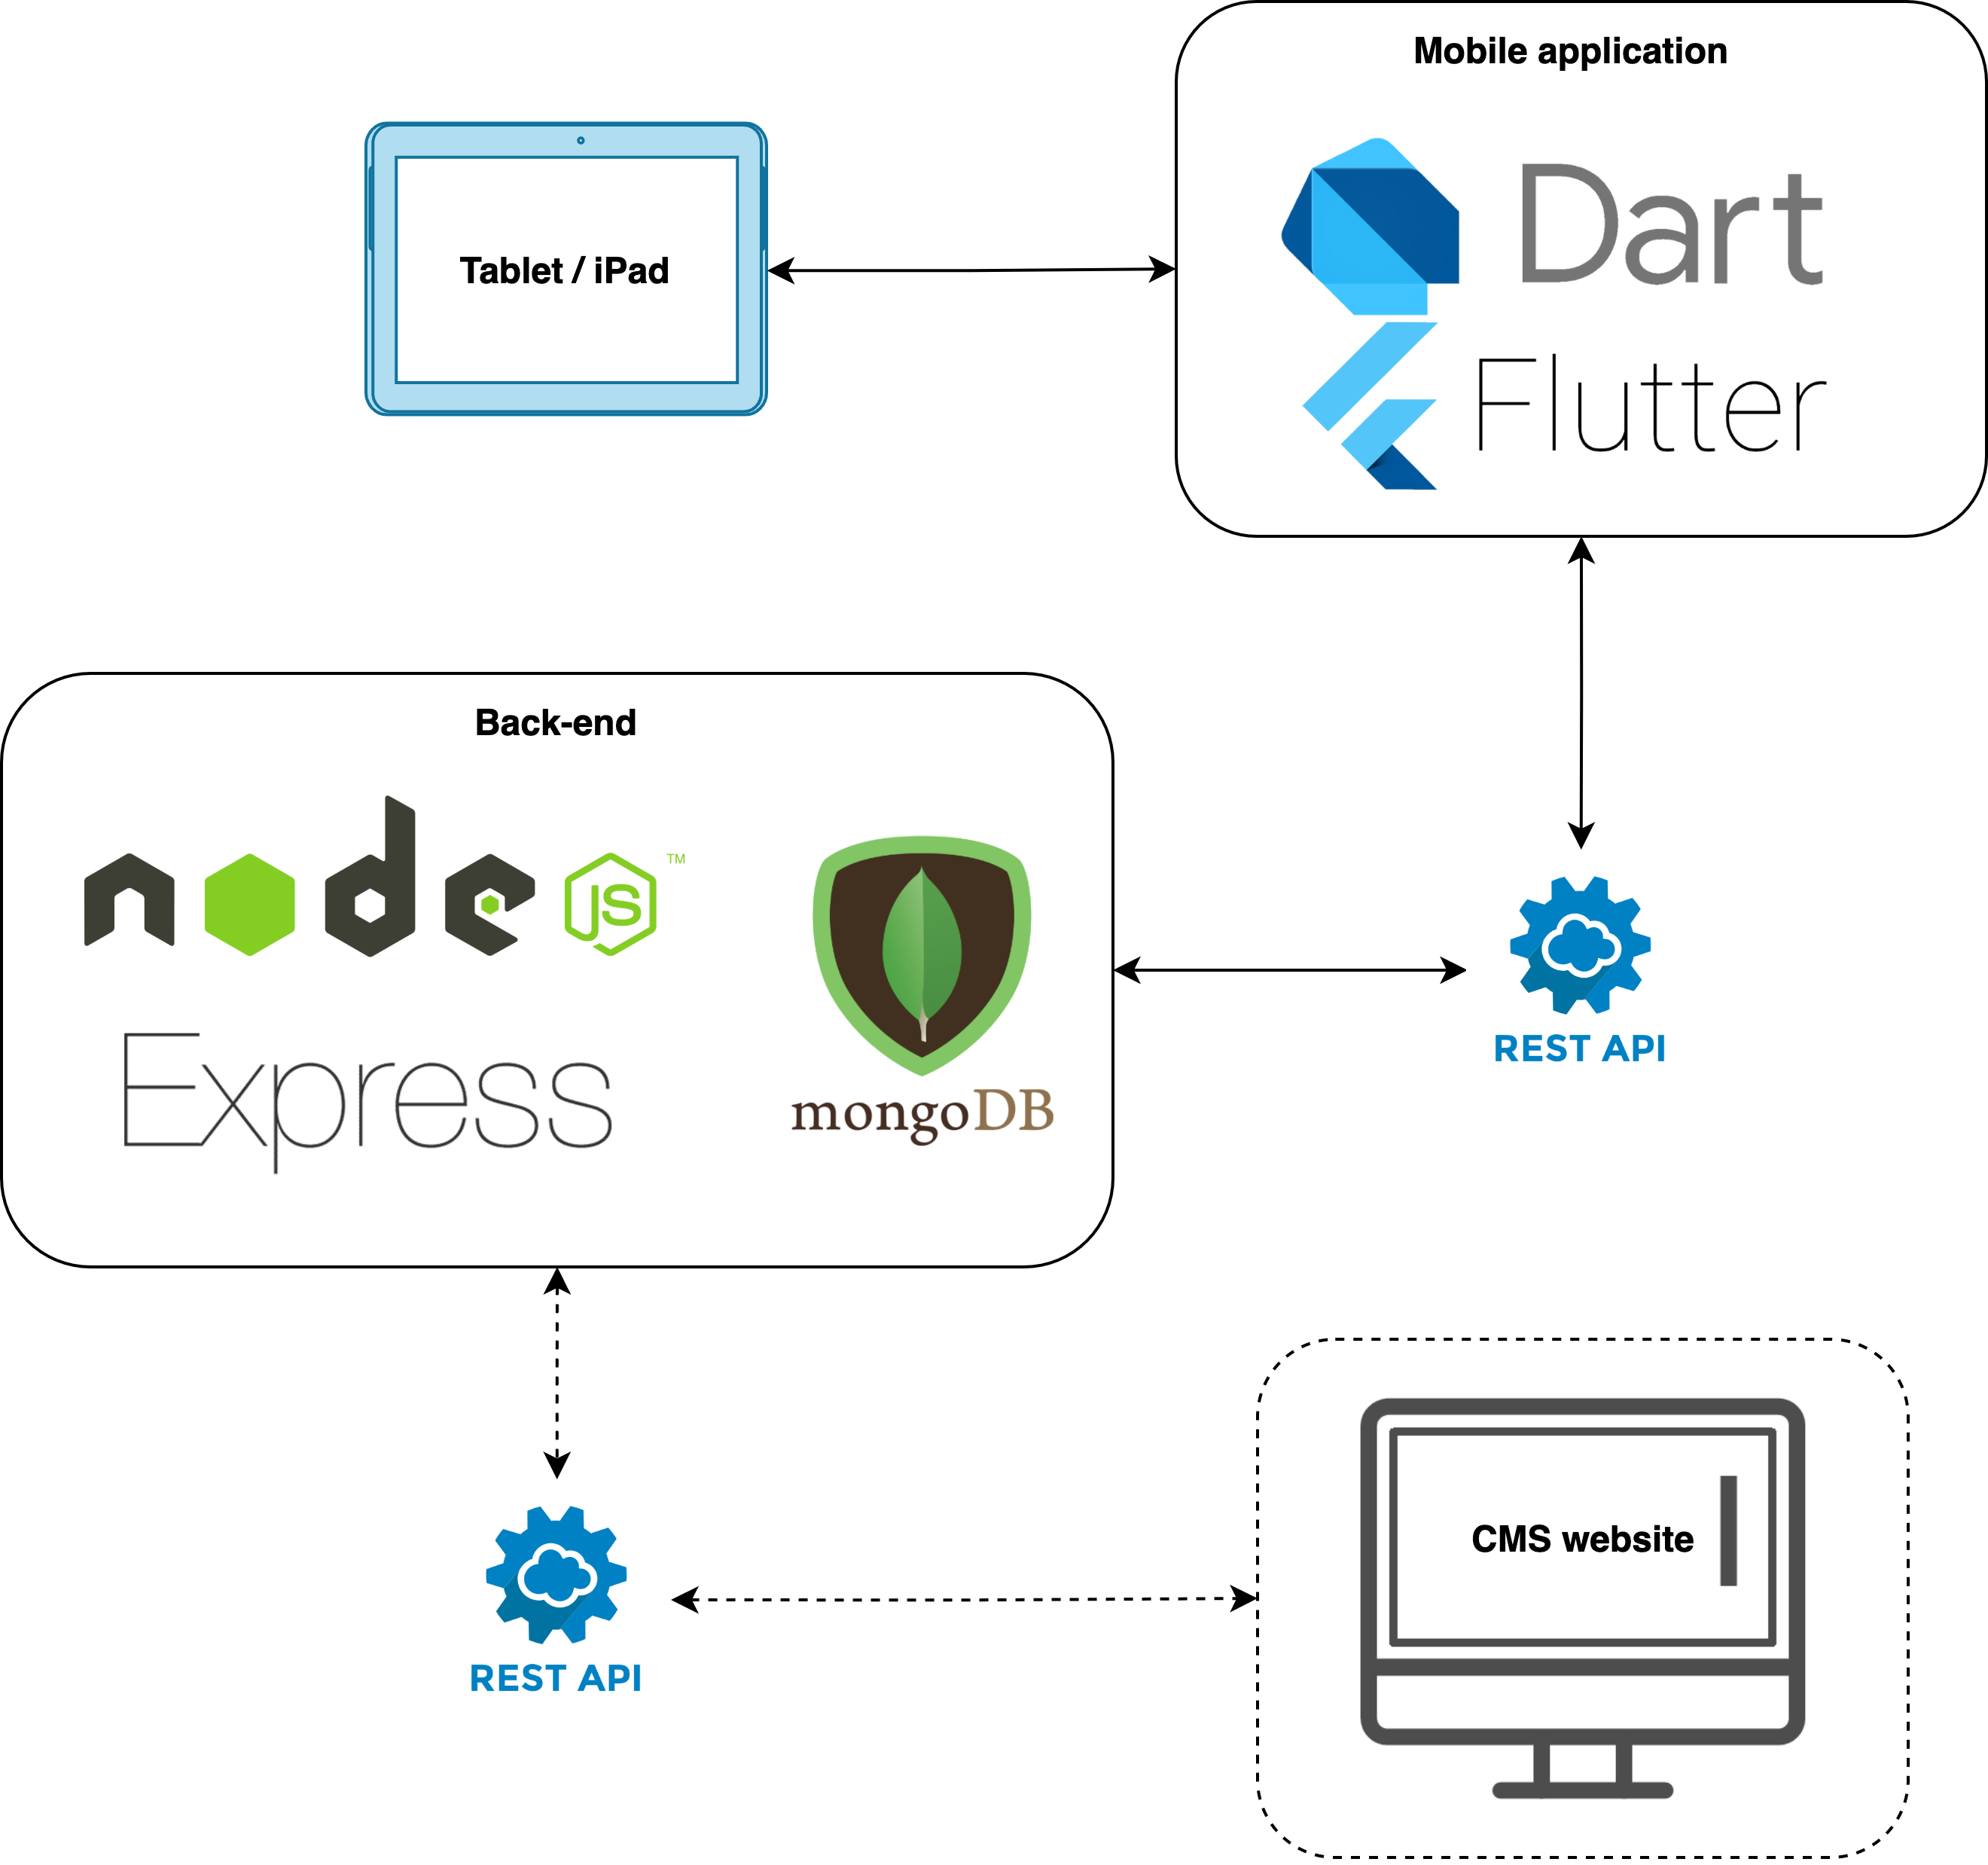 Mobile application
Dart
Tablet / iPad
Flutter
Back-end
node JS TM
Express
mongoDB
REST API
CMS website
REST API